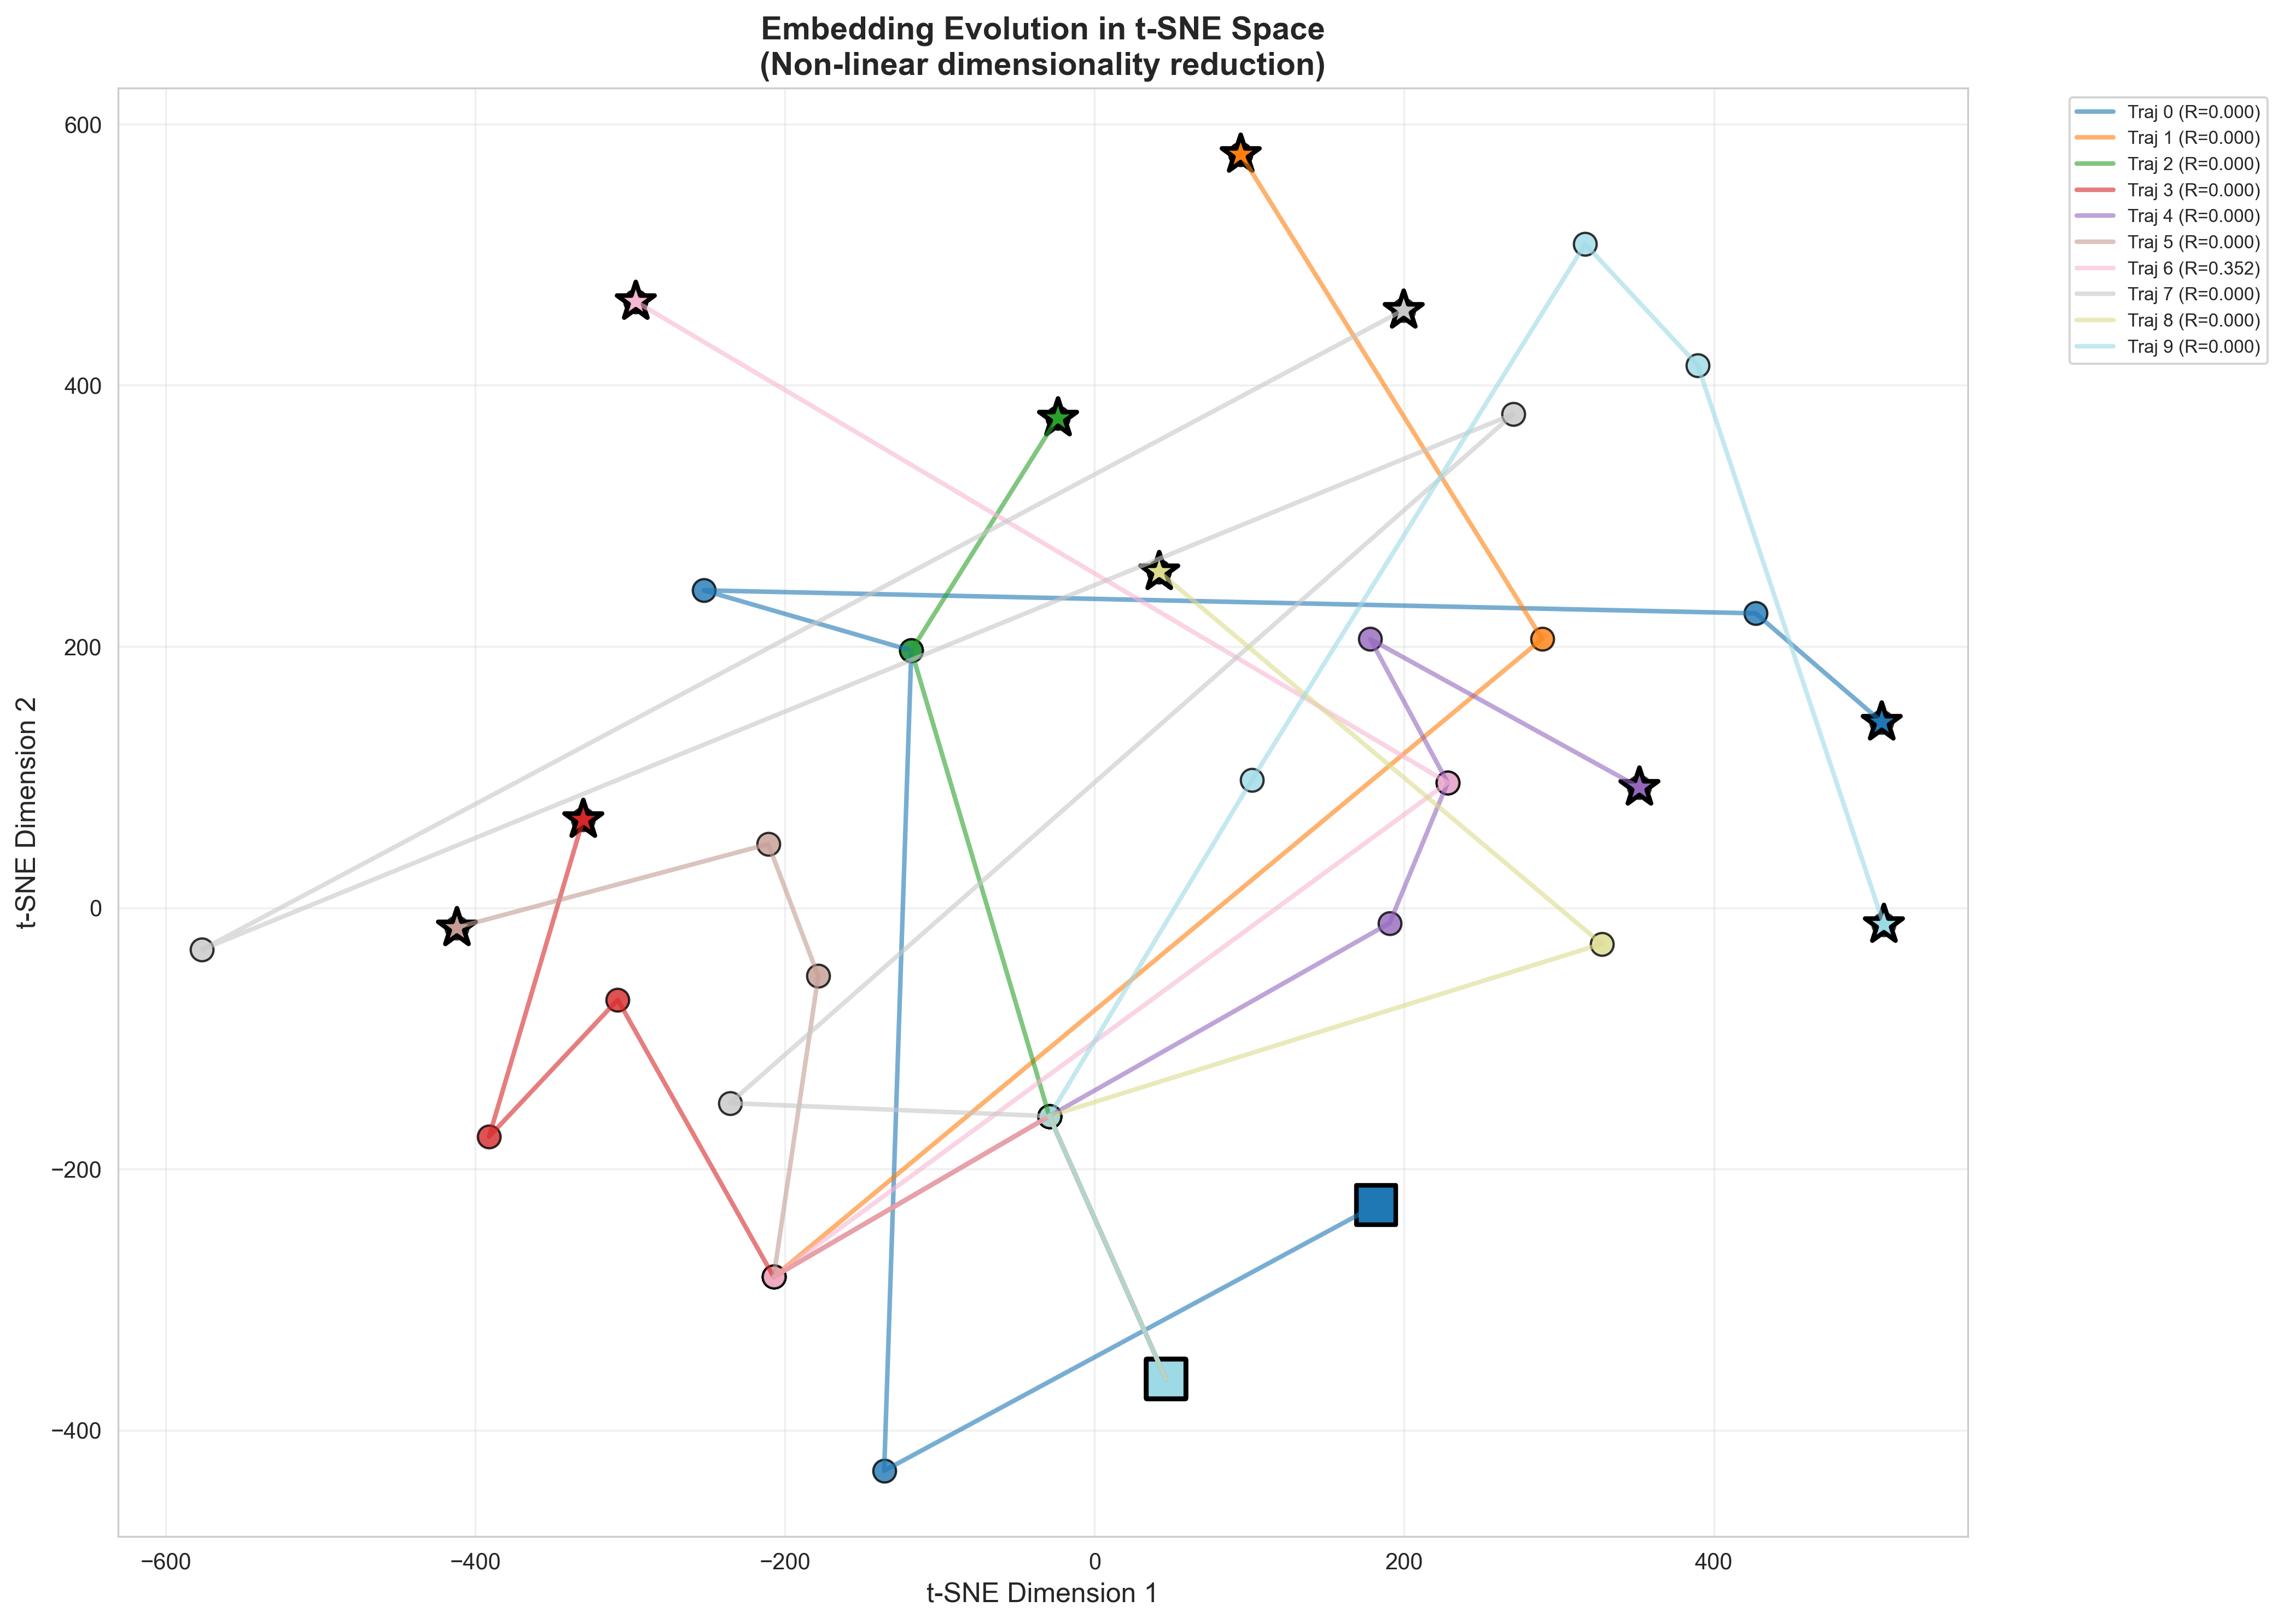 Embedding Evolution in t-SNE Space
(Non-linear dimensionality reduction)
Traj 0 (R=0.000)
Traj 1 (R=0.000)
Traj 2 (R=0.000)
Traj 3 (R=0.000)
Traj 4 (R=0.000)
Traj 5 (R=0.000)
Traj 6 (R=0.352)
Traj 7 (R=0.000)
Traj 8 (R=0.000)
Traj 9 (R=0.000)
t-SNE Dimension 2
600
400
200
0
−200
−400
−600 −400 −200 0 200 400
t-SNE Dimension 1